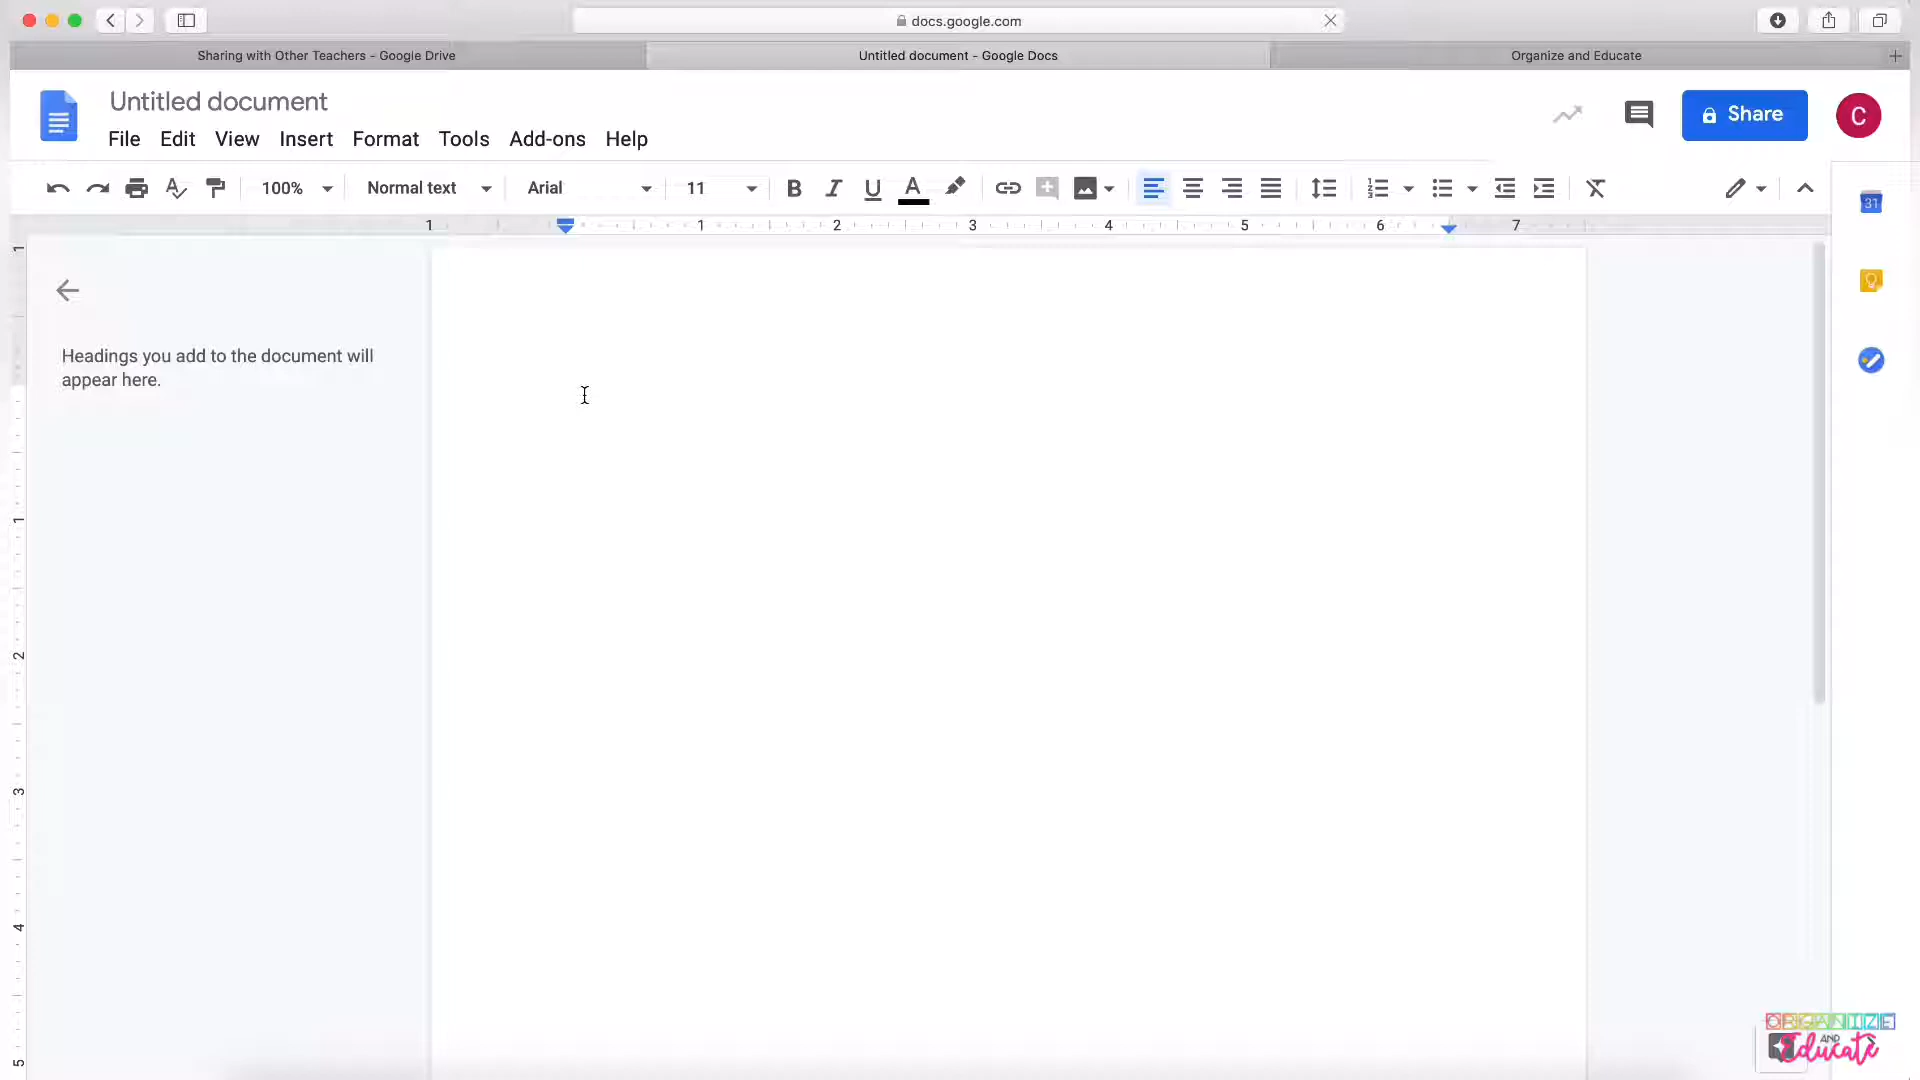 docs.google.com
Sharing with Other Teachers - Google Drive
Untitled document - Google Docs
Organize and Educate
Untitled document
Share
C
File Edit View Insert Format Tools Add-ons Help
100% Normal text Arial 11 B I U A
31
1 1 2 3 4 5 6 7
1
Headings you add to the document will
appear here.
1
2
3
4
5
ORGANIZE
AND
Educate